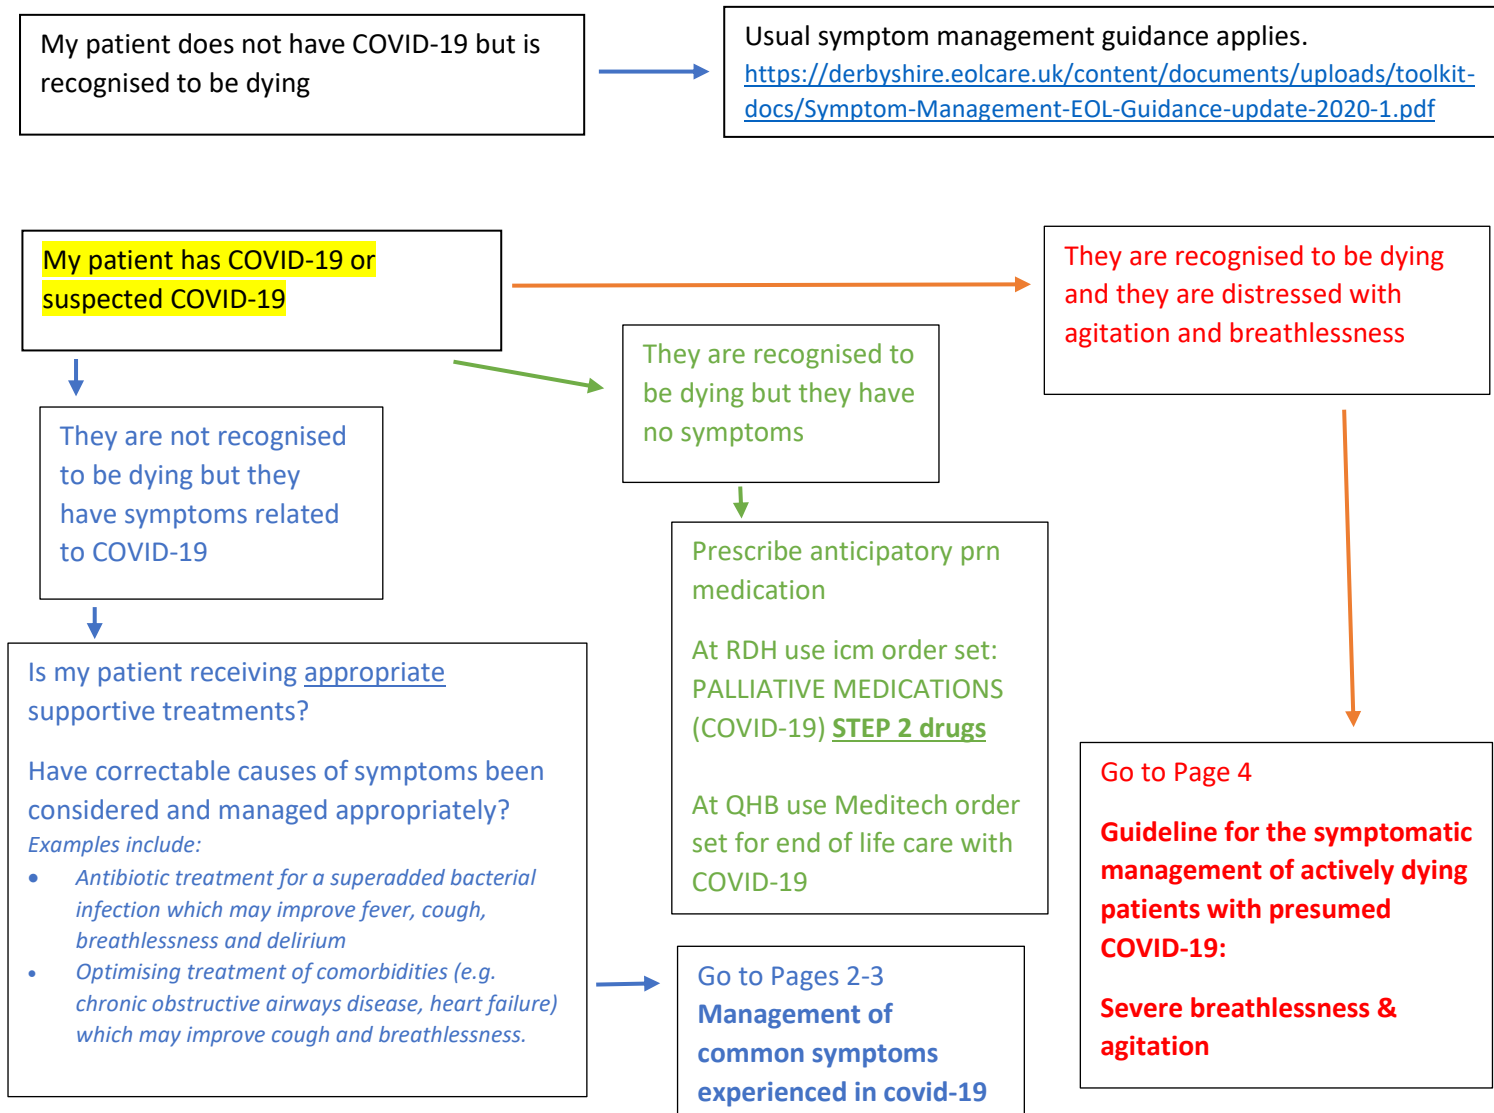 My patient does not have COVID-19 but is
recognised to be dying
Usual symptom management guidance applies.
https://derbyshire.eolcare.uk/content/documents/uploads/toolkit-
docs/Symptom-Management-EOL-Guidance-update-2020-1.pdf
My patient has COVID-19 or
suspected COVID-19
They are recognised to be dying
and they are distressed with
agitation and breathlessness
They are recognised to
be dying but they have
no symptoms
They are not recognised
to be dying but they
have symptoms related
to COVID-19
Prescribe anticipatory prn
medication
At RDH use icm order set:
PALLIATIVE MEDICATIONS
(COVID-19) STEP 2 drugs
At QHB use Meditech order
set for end of life care with
COVID-19
Is my patient receiving appropriate
supportive treatments?
Have correctable causes of symptoms been
considered and managed appropriately?
Examples include:
• Antibiotic treatment for a superadded bacterial
infection which may improve fever, cough,
breathlessness and delirium
• Optimising treatment of comorbidities (e.g.
chronic obstructive airways disease, heart failure)
which may improve cough and breathlessness.
Go to Pages 2-3
Management of
common symptoms
experienced in covid-19
Go to Page 4
Guideline for the symptomatic
management of actively dying
patients with presumed
COVID-19:
Severe breathlessness &
agitation